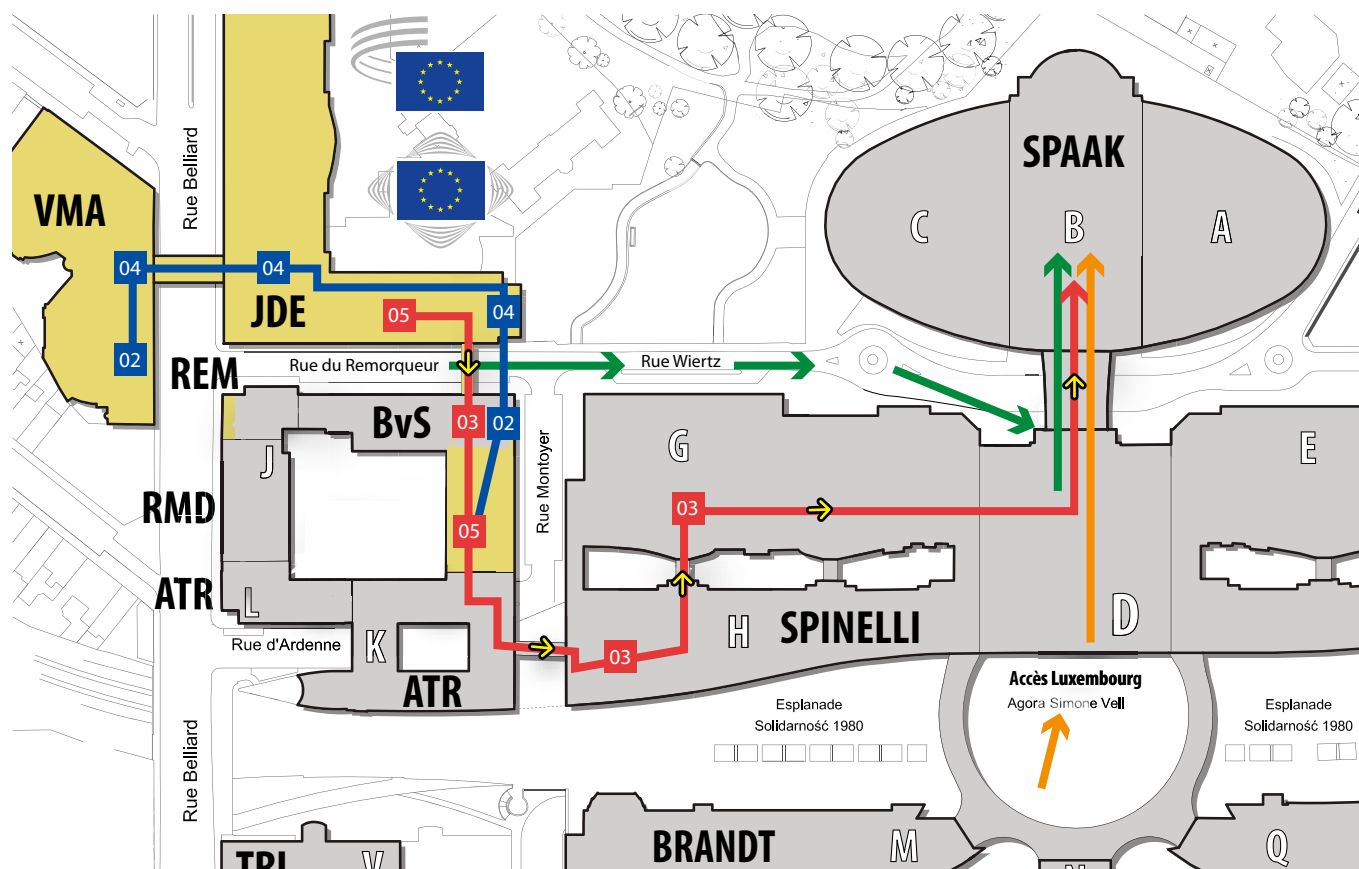 SPAAK
C
B
A
Rue Belliard
VMA
04
04
JDE
04
05
02
REM
Rue du Remorqueur
Rue Wiertz
BvS
03
02
J
G
E
Rue Montoyer
RMD
03
05
ATR
L
H
SPINELLI
D
Rue d'Ardenne
K
03
ATR
Accès Luxembourg
Agora Simone Veil
Esplanade
Solidarność 1980
Esplanade
Solidarność 1980
Rue Belliard
BRANDT
M
Q
V